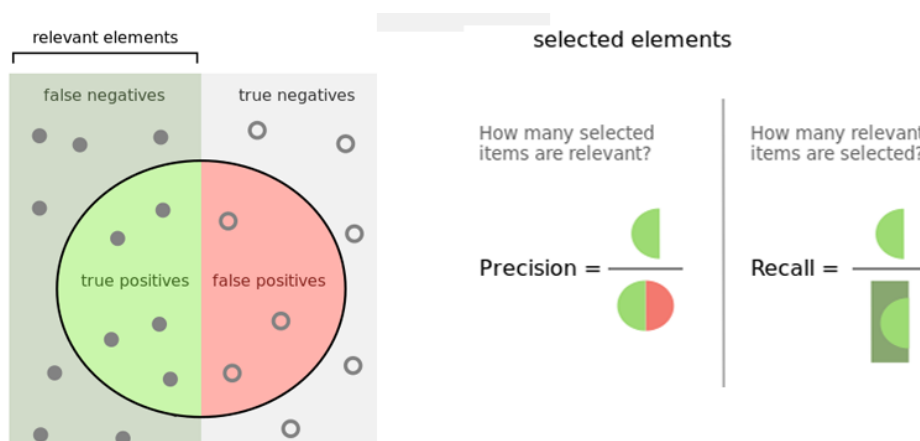 relevant elements
false negatives
true negatives
true positives
false positives
selected elements
How many selected
items are relevant?
Precision =
How many relevant
items are selected?
Recall =